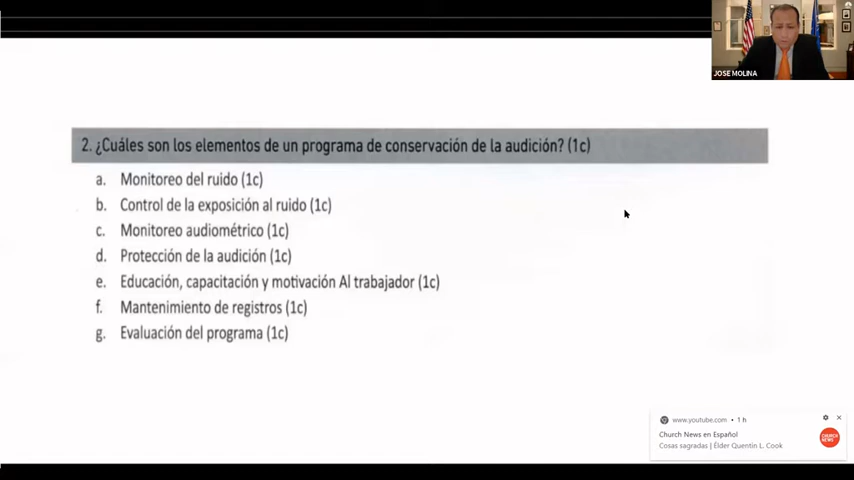 JOSE MOLINA
2. ¿Cuáles son los elementos de un programa de conservación de la audición? (1c)
a. Monitoreo del ruido (1c)
b. Control de la exposición al ruido (1c)
c. Monitoreo audiométrico (1c)
d. Protección de la audición (1c)
e. Educación, capacitación y motivación Al trabajador (1c)
f. Mantenimiento de registros (1c)
g. Evaluación del programa (1c)
www.youtube.com • 1 h
Church News en Español
Cosas sagradas | Élder Quentin L. Cook
CHURCH NEWS